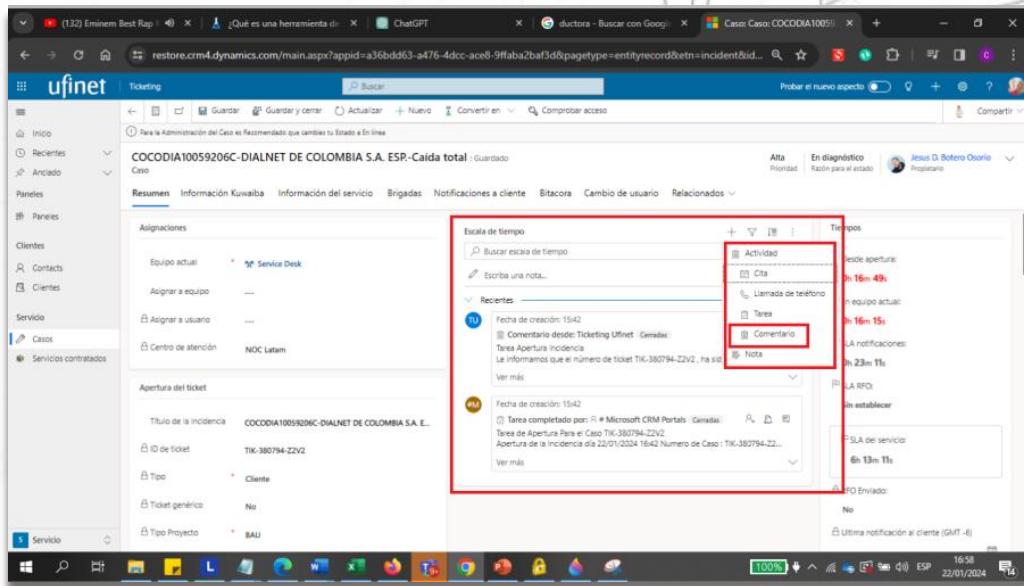 (132) Eminem Best Rap
¿Qué es una herramienta de
ChatGPT
ductora - Buscar con Googl
Caso: Caso: COCODIA10059
restore.crm4.dynamics.com/main.aspx?appid=a36bdd63-a476-4dcc-ace8-9ffaba2baf3d&pagetype=entityrecord&etn=incident&id...
ufinet
Ticketing
Buscar
Probar el nuevo aspecto
Guardar
Guardar y cerrar
Actualizar
Nuevo
Convertir en
Comprobar acceso
Compartir
Para la Administración del Caso es Recomendado que cambies tu Estado a En línea
Inicio
Recientes
Anclado
Paneles
Paneles
Clientes
Contacts
Clientes
Servicio
Casos
Servicios contratados
Servicio
COCODIA10059206C-DIALNET DE COLOMBIA S.A. ESP.-Caída total : Guardado
Caso
Alta
Prioridad
En diagnóstico
Razón para el estado
Jesus D. Botero Osorio
Propietario
Resumen
Información Kuwaiba
Información del servicio
Brigadas
Notificaciones a cliente
Bitacora
Cambio de usuario
Relacionados
Asignaciones
Equipo actual * Service Desk
Asignar a equipo ---
Asignar a usuario ---
Centro de atención NOC Latam
Apertura del ticket
Título de la incidencia COCODIA10059206C-DIALNET DE COLOMBIA S.A. E...
ID de ticket TIK-380794-Z2V2
Tipo * Cliente
Ticket genérico No
Tipo Proyecto * BAU
Escala de tiempo
Buscar escala de tiempo
Escriba una nota...
Recientes
TU
Fecha de creación: 15:42
Comentario desde: Ticketing Ufinet Cerradas
Tarea Apertura Incidencia
Le informamos que el número de ticket TIK-380794-Z2V2 , ha sid
Ver más
#M
Fecha de creación: 15:42
Tarea completado por: # Microsoft CRM Portals Cerradas
Tarea de Apertura Para el Caso TIK-380794-Z2V2
Apertura de la Incidencia día 22/01/2024 16:42 Numero de Caso : TIK-380794-Z2...
Ver más
Actividad
Cita
Llamada de teléfono
Tarea
Comentario
Nota
Tiempos
Desde apertura:
0h 16m 49s
n equipo actual:
0h 16m 15s
SLA notificaciones:
0h 23m 11s
SLA RFO:
Sin establecer
SLA del servicio:
6h 13m 11s
RFO Enviado:
No
Ultima notificación al cliente (GMT -6)
100%
ESP
16:58
22/01/2024